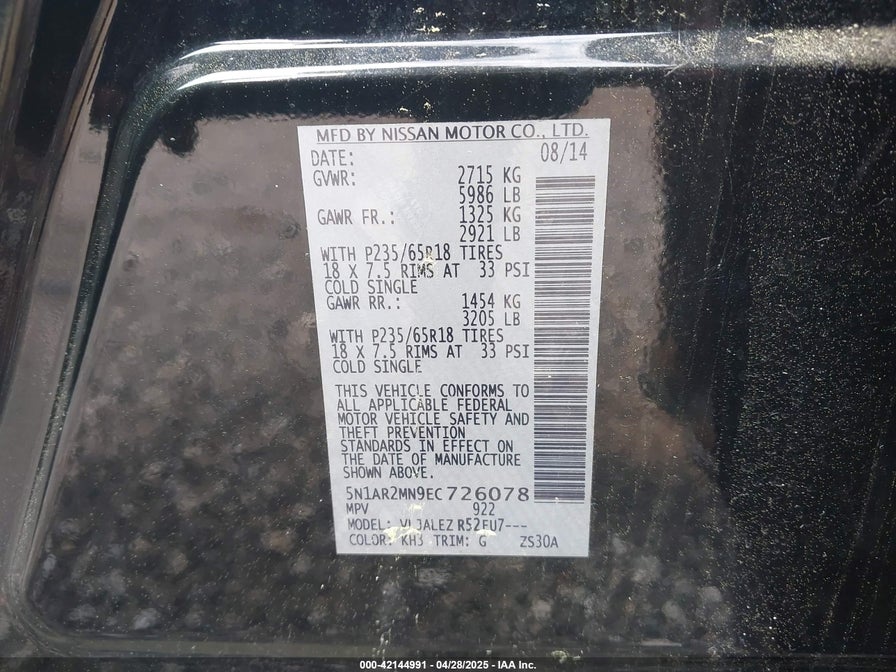 MFD BY NISSAN MOTOR CO., LTD.
DATE: 08/14
GVWR: 2715 KG
5986 LB
GAWR FR.: 1325 KG
2921 LB
WITH P235/65R18 TIRES
18 X 7.5 RIMS AT 33 PSI
COLD SINGLE
GAWR RR.: 1454 KG
3205 LB
WITH P235/65R18 TIRES
18 X 7.5 RIMS AT 33 PSI
COLD SINGLE
THIS VEHICLE CONFORMS TO
ALL APPLICABLE FEDERAL
MOTOR VEHICLE SAFETY AND
THEFT PREVENTION
STANDARDS IN EFFECT ON
THE DATE OF MANUFACTURE
SHOWN ABOVE.
5N1AR2MN9EC726078
MPV 922
MODEL:
COLOR: KH3 TRIM: G ZS30A
000-42144991 - 04/28/2025 - IAA Inc.